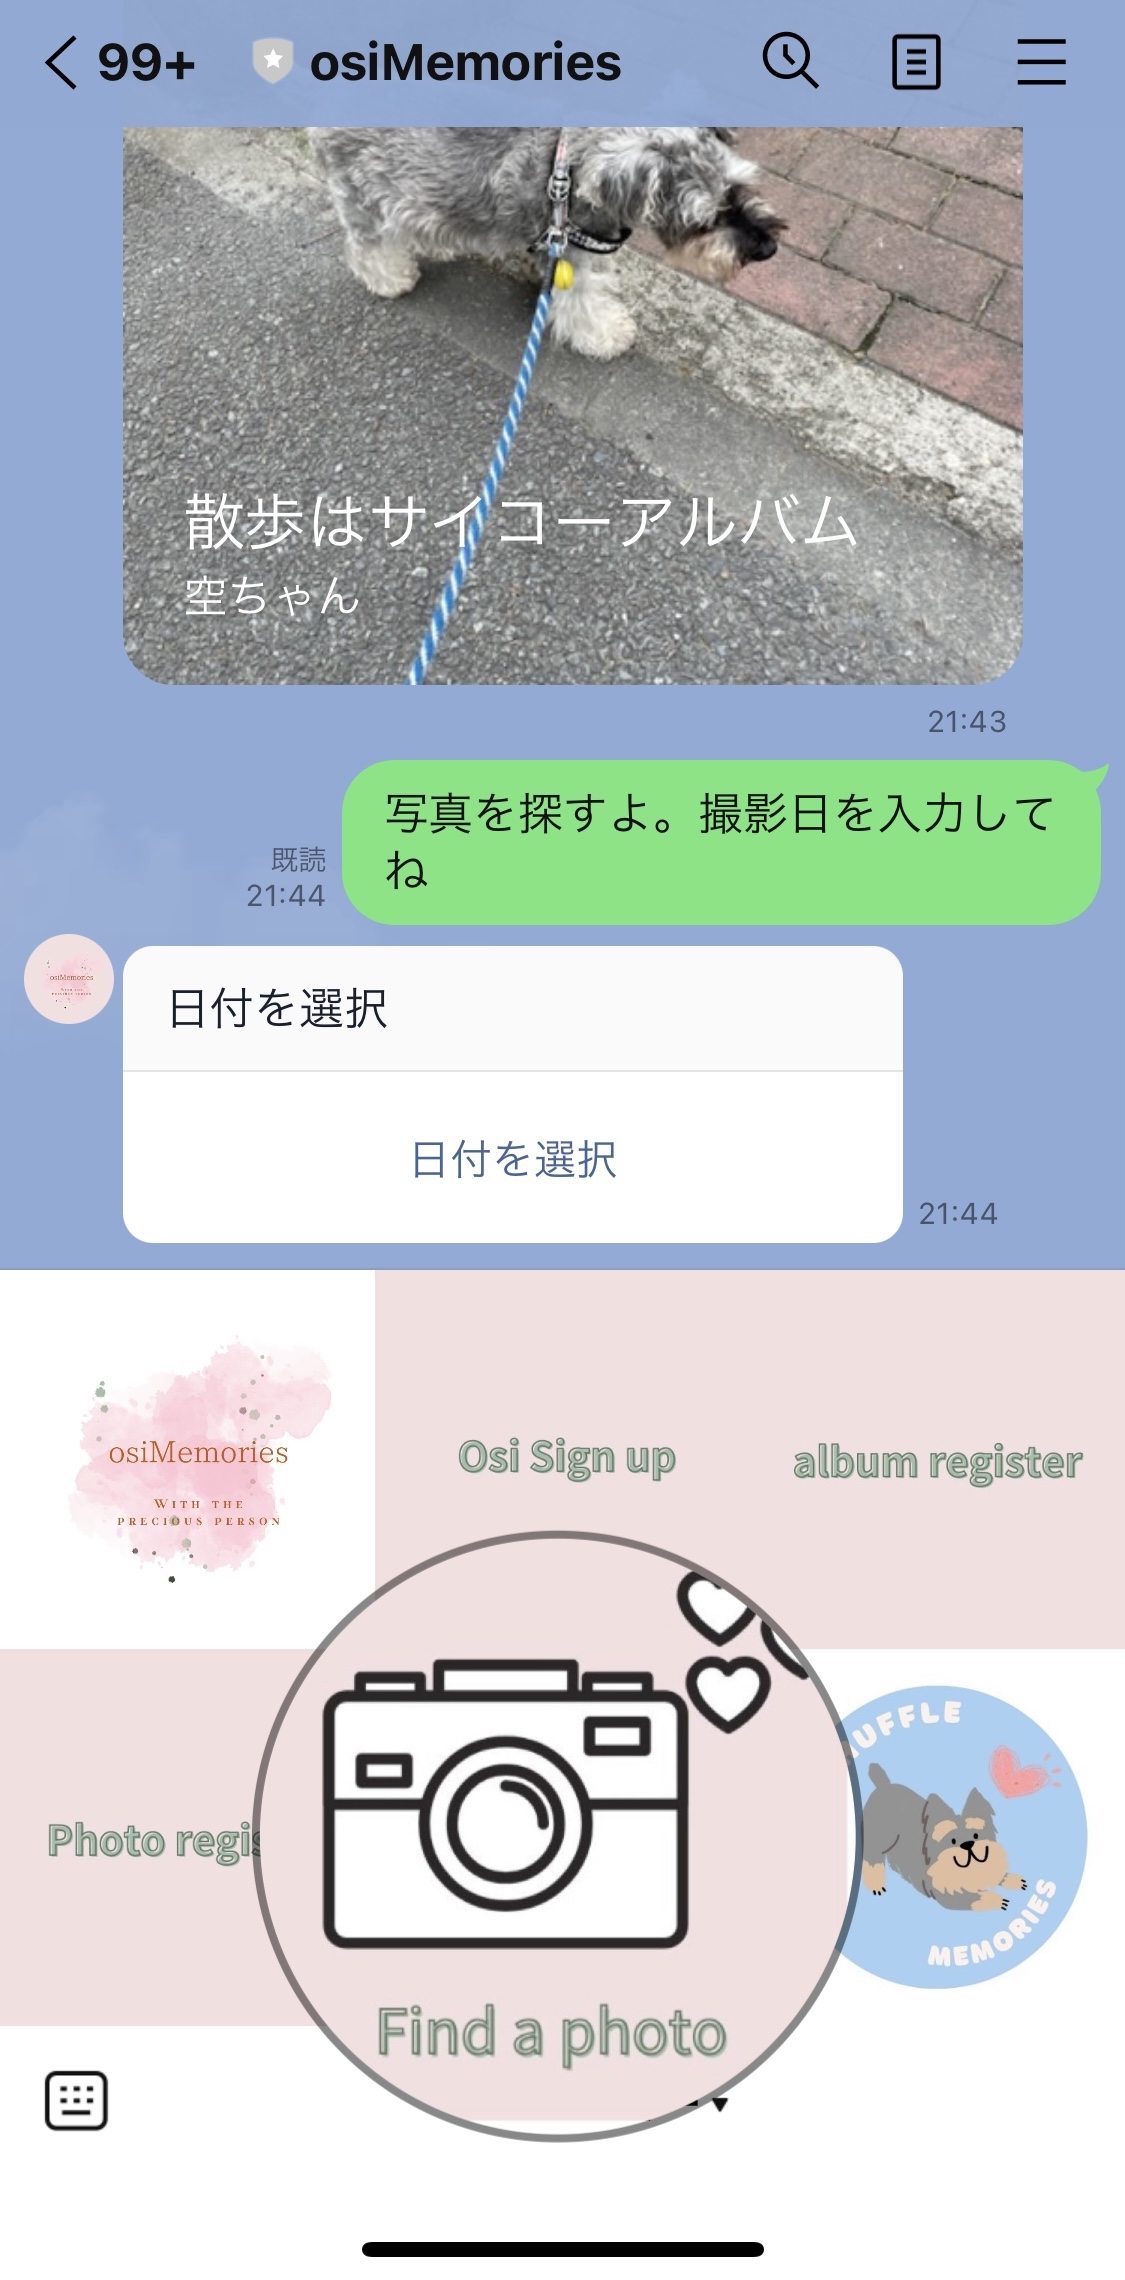 99+ osiMemories
散歩はサイコーアルバム
空ちゃん
21:43
写真を探すよ。撮影日を入力して
ね
既読
21:44
日付を選択
日付を選択
21:44
osiMemories
WITH THE
PRECIOUS PERSON
Osi Sign up
album register
Photo regis
Find a photo
UFFLE
MEMORIES